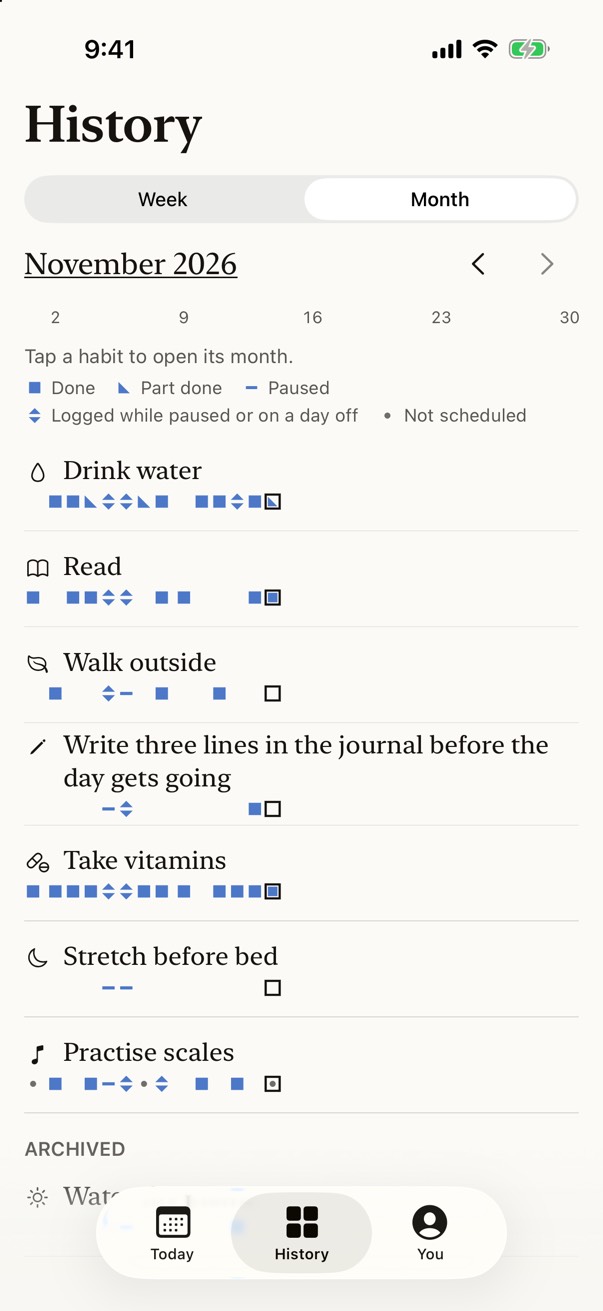 9:41
History
Week Month
November 2026
2 9 16 23 30
Tap a habit to open its month.
Done Part done Paused
Logged while paused or on a day off Not scheduled
Drink water
Read
Walk outside
Write three lines in the journal before the
day gets going
Take vitamins
Stretch before bed
Practise scales
ARCHIVED
Today History You